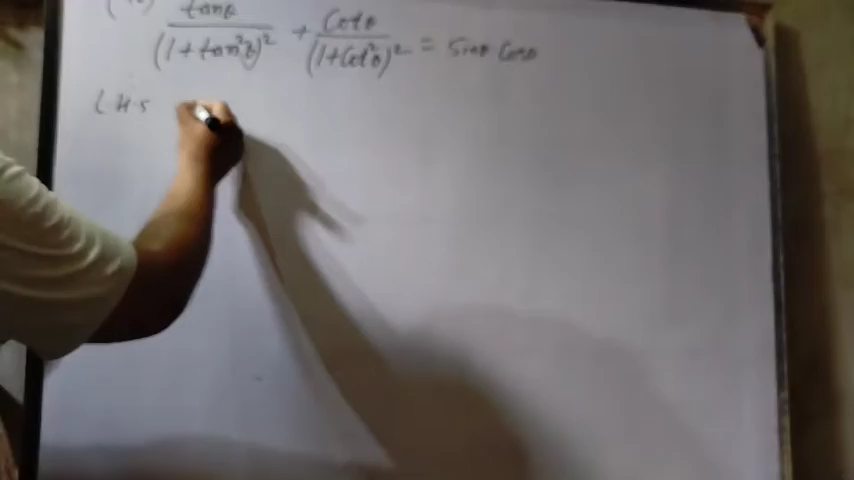 tanθ/(1+tan²θ)² + Cotθ/(1+Cot²θ)² = Sinθ Cosθ
L.H.S